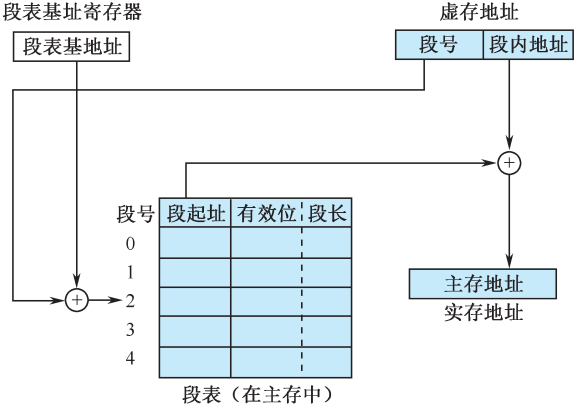 段表基址寄存器
虚存地址
段表基地址
段号 段内地址
+
段号 段起址 有效位 段长
0
1
主存地址
+ 2
实存地址
3
4
段表（在主存中）